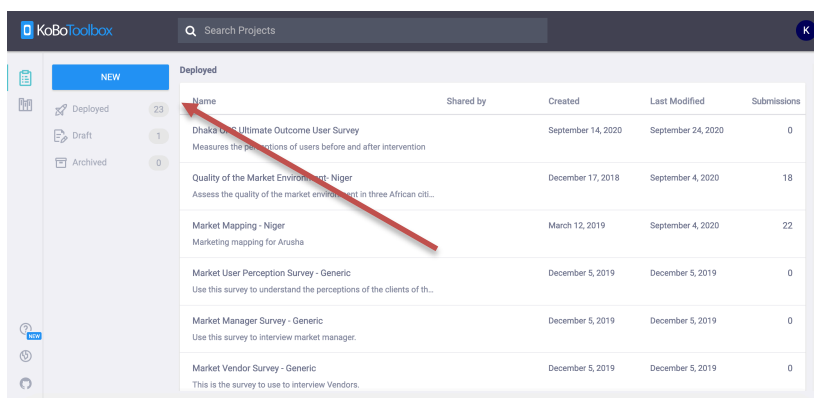 KoBoToolbox
Search Projects
K
NEW
Deployed 23
Draft 1
Archived 0
NEW
Deployed
Name Shared by Created Last Modified Submissions
Dhaka Ultimate Outcome User Survey September 14, 2020 September 24, 2020 0
Measures the perceptions of users before and after intervention
Quality of the Market Environment- Niger December 17, 2018 September 4, 2020 18
Assess the quality of the market environment in three African citi...
Market Mapping - Niger March 12, 2019 September 4, 2020 22
Marketing mapping for Arusha
Market User Perception Survey - Generic December 5, 2019 December 5, 2019 0
Use this survey to understand the perceptions of the clients of th...
Market Manager Survey - Generic December 5, 2019 December 5, 2019 0
Use this survey to interview market manager.
Market Vendor Survey - Generic December 5, 2019 December 5, 2019 0
This is the survey to use to interview Vendors.